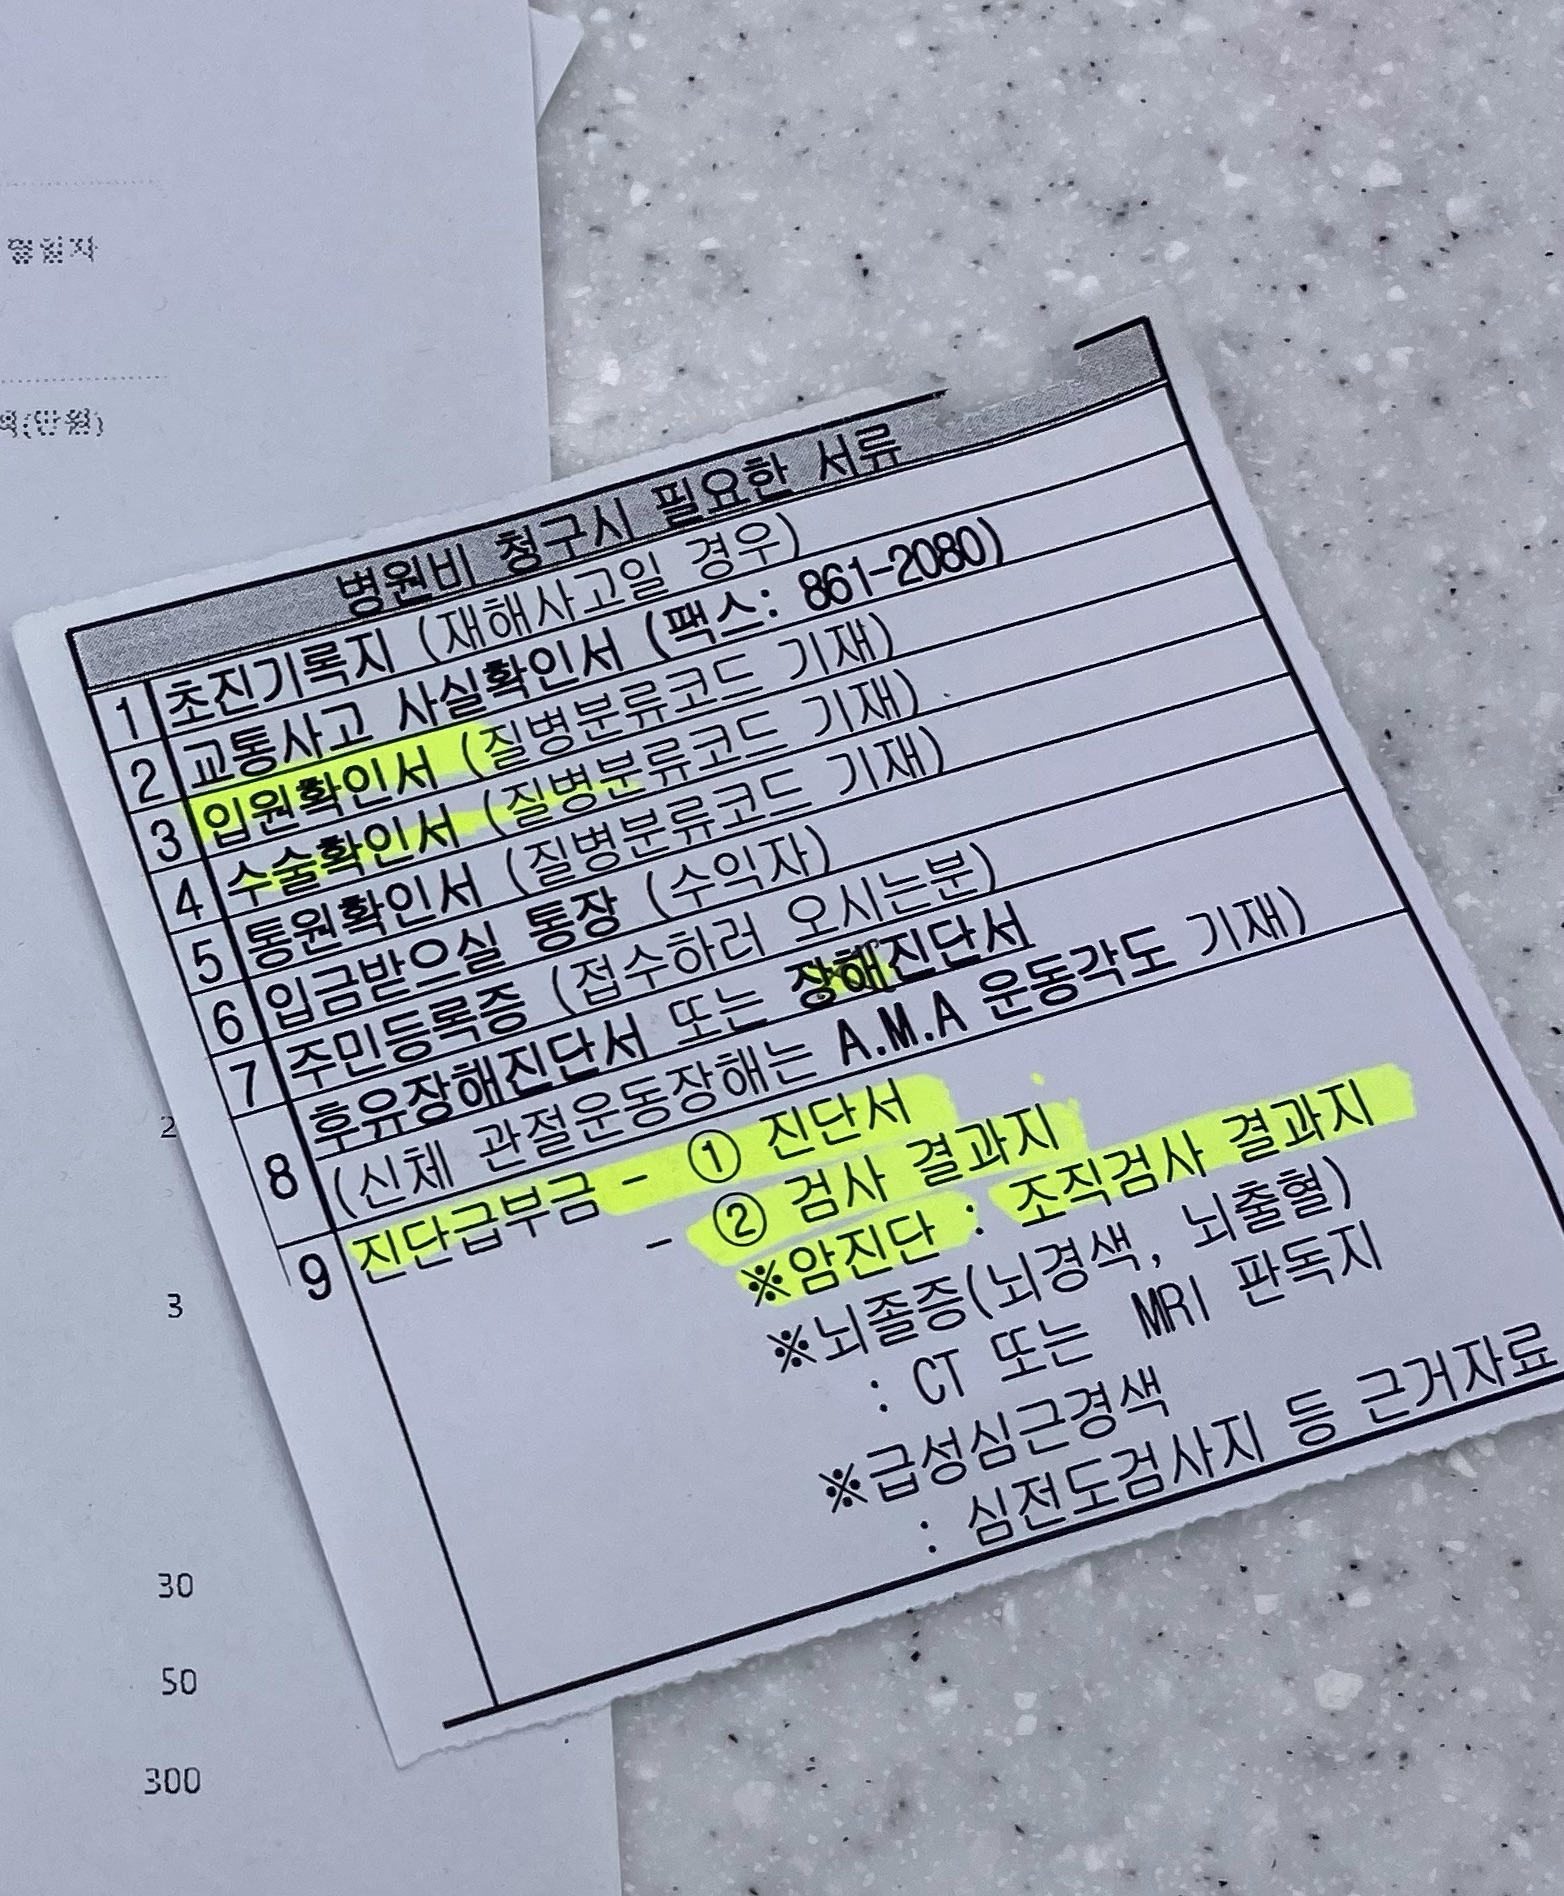 병원비 청구시 필요한 서류
1 초진기록지 (재해사고일 경우)
2 교통사고 사실확인서 (팩스: 861-2080)
3 입원확인서 (질병분류코드 기재)
4 수술확인서 (질병분류코드 기재)
5 통원확인서 (질병분류코드 기재)
6 입금받으실 통장 (수익자)
7 주민등록증 (접수하러 오시는분)
8 후유장해진단서 또는 장해진단서
(신체 관절운동장해는 A.M.A 운동각도 기재)
9 진단급부금 - ① 진단서
- ② 검사 결과지
※암진단 : 조직검사 결과지
※뇌졸증(뇌경색, 뇌출혈)
: CT 또는 MRI 판독지
※급성심근경색
: 심전도검사지 등 근거자료
(만원)
2
3
30
50
300